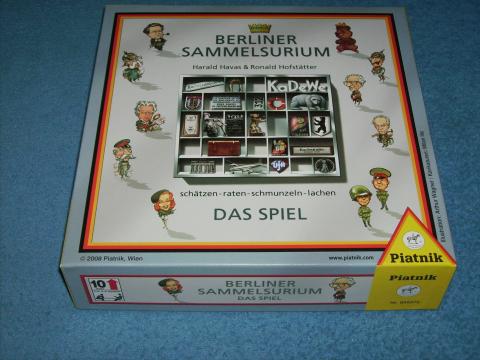 BERLINER
SAMMELSURIUM
Harald Havas & Ronald Hofstätter
KaDeWe
Ufa
schätzen-raten-schmunzeln-lachen
DAS SPIEL
© 2008 Piatnik, Wien
www.piatnik.com
Piatnik
10
BERLINER
SAMMELSURIUM
DAS SPIEL
Piatnik